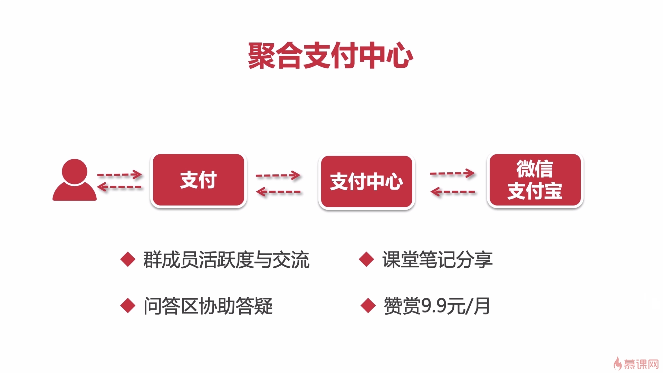 聚合支付中心
支付
支付中心
微信
支付宝
群成员活跃度与交流
课堂笔记分享
问答区协助答疑
赞赏9.9元/月
慕课网